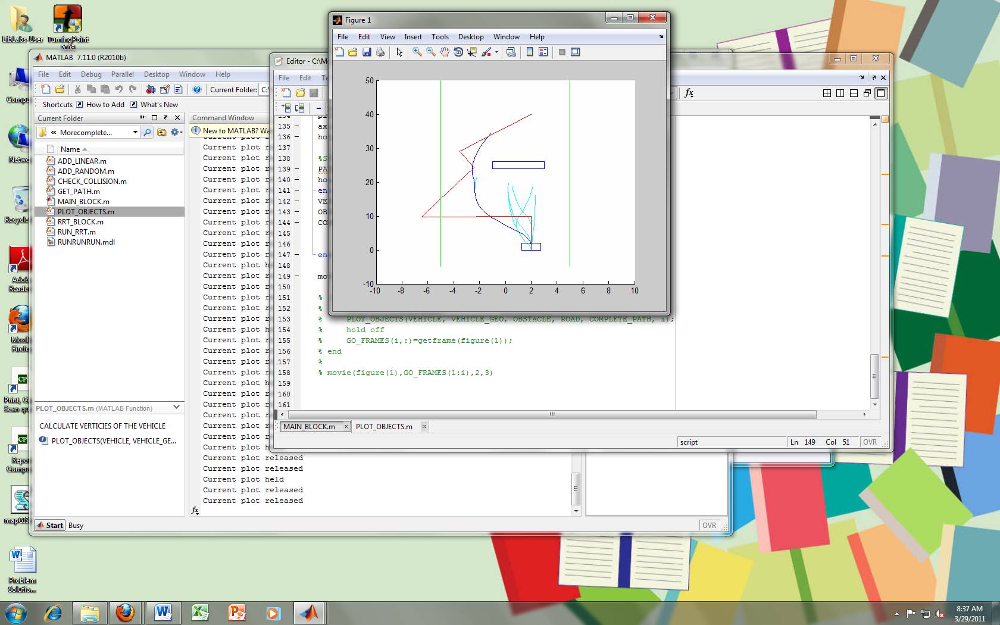 LibLabs-User
TurningPoint
2008
Figure 1
File Edit View Insert Tools Desktop Window Help
MATLAB 7.11.0 (R2010b)
File Edit Debug Parallel Desktop Window Help
Current Folder:
Shortcuts How to Add What's New
Current Folder
« Morecomplete...
Name
ADD_LINEAR.m
ADD_RANDOM.m
CHECK_COLLISION.m
GET_PATH.m
MAIN_BLOCK.m
PLOT_OBJECTS.m
RRT_BLOCK.m
RUN_RRT.m
RUNRUNRUN.mdl
PLOT_OBJECTS.m (MATLAB Function)
CALCULATE VERTICIES OF THE VEHICLE
PLOT_OBJECTS(VEHICLE, VEHICLE_GE...
Command Window
New to MATLAB? Wa
Current plot r
Current plot r
Current plot r
Current plot r
Current plot r
Current plot r
Current plot r
Current plot r
Current plot r
Current plot r
Current plot r
Current plot h
Current plot r
Current plot r
Current plot r
Current plot r
Current plot r
Current plot h
Current plot r
Current plot r
Current plot r
Current plot r
Current plot h
Current plot r
Current plot r
Current plot r
Current plot r
Current plot r
Current plot h
Current plot released
Current plot released
Current plot held
Current plot released
Current plot released
fx
Start Busy
OVR
Editor - C:\M
File Edit
fx
134
135 ax
136 ho
137
138 %S
139 PA
140 ho
141 en
142 VE
143 OB
144 CO
145
146
147 en
148
149 mo
150
151 %
152 %
153 % PLOT_OBJECTS(VEHICLE, VEHICLE_GEO, OBSTACLE, ROAD, COMPLETE_PATH, i);
154 % hold off
155 % GO_FRAMES(i,:)=getframe(figure(1));
156 % end
157 %
158 % movie(figure(1),GO_FRAMES(1:i),2,3)
159
160
161
MAIN_BLOCK.m × PLOT_OBJECTS.m ×
script Ln 149 Col 51 OVR
50
40
30
20
10
0
-10
-10 -8 -6 -4 -2 0 2 4 6 8 10
Compu
Netwo
Recycle
Adob
Reade
Mozil
Firefo
CP
Print, C
Scan qu
CP
Repo
Compu
mapGIS
Problem
Solutio...
8:37 AM
3/29/2011